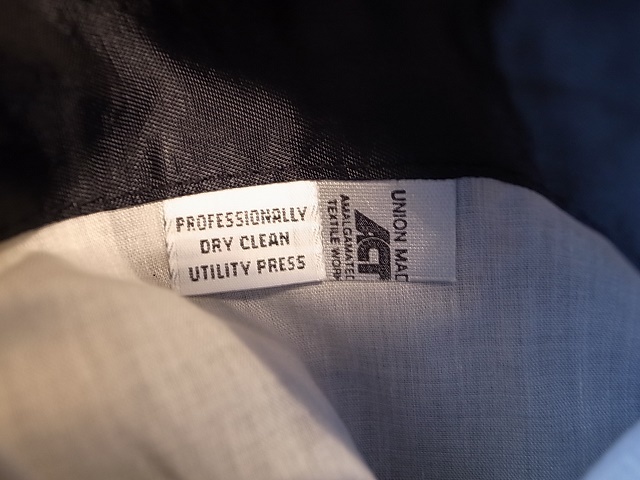 PROFESSIONALLY
DRY CLEAN
UTILITY PRESS
UNION MAD
ACT
AMALGAMATED
TEXTILE WORK